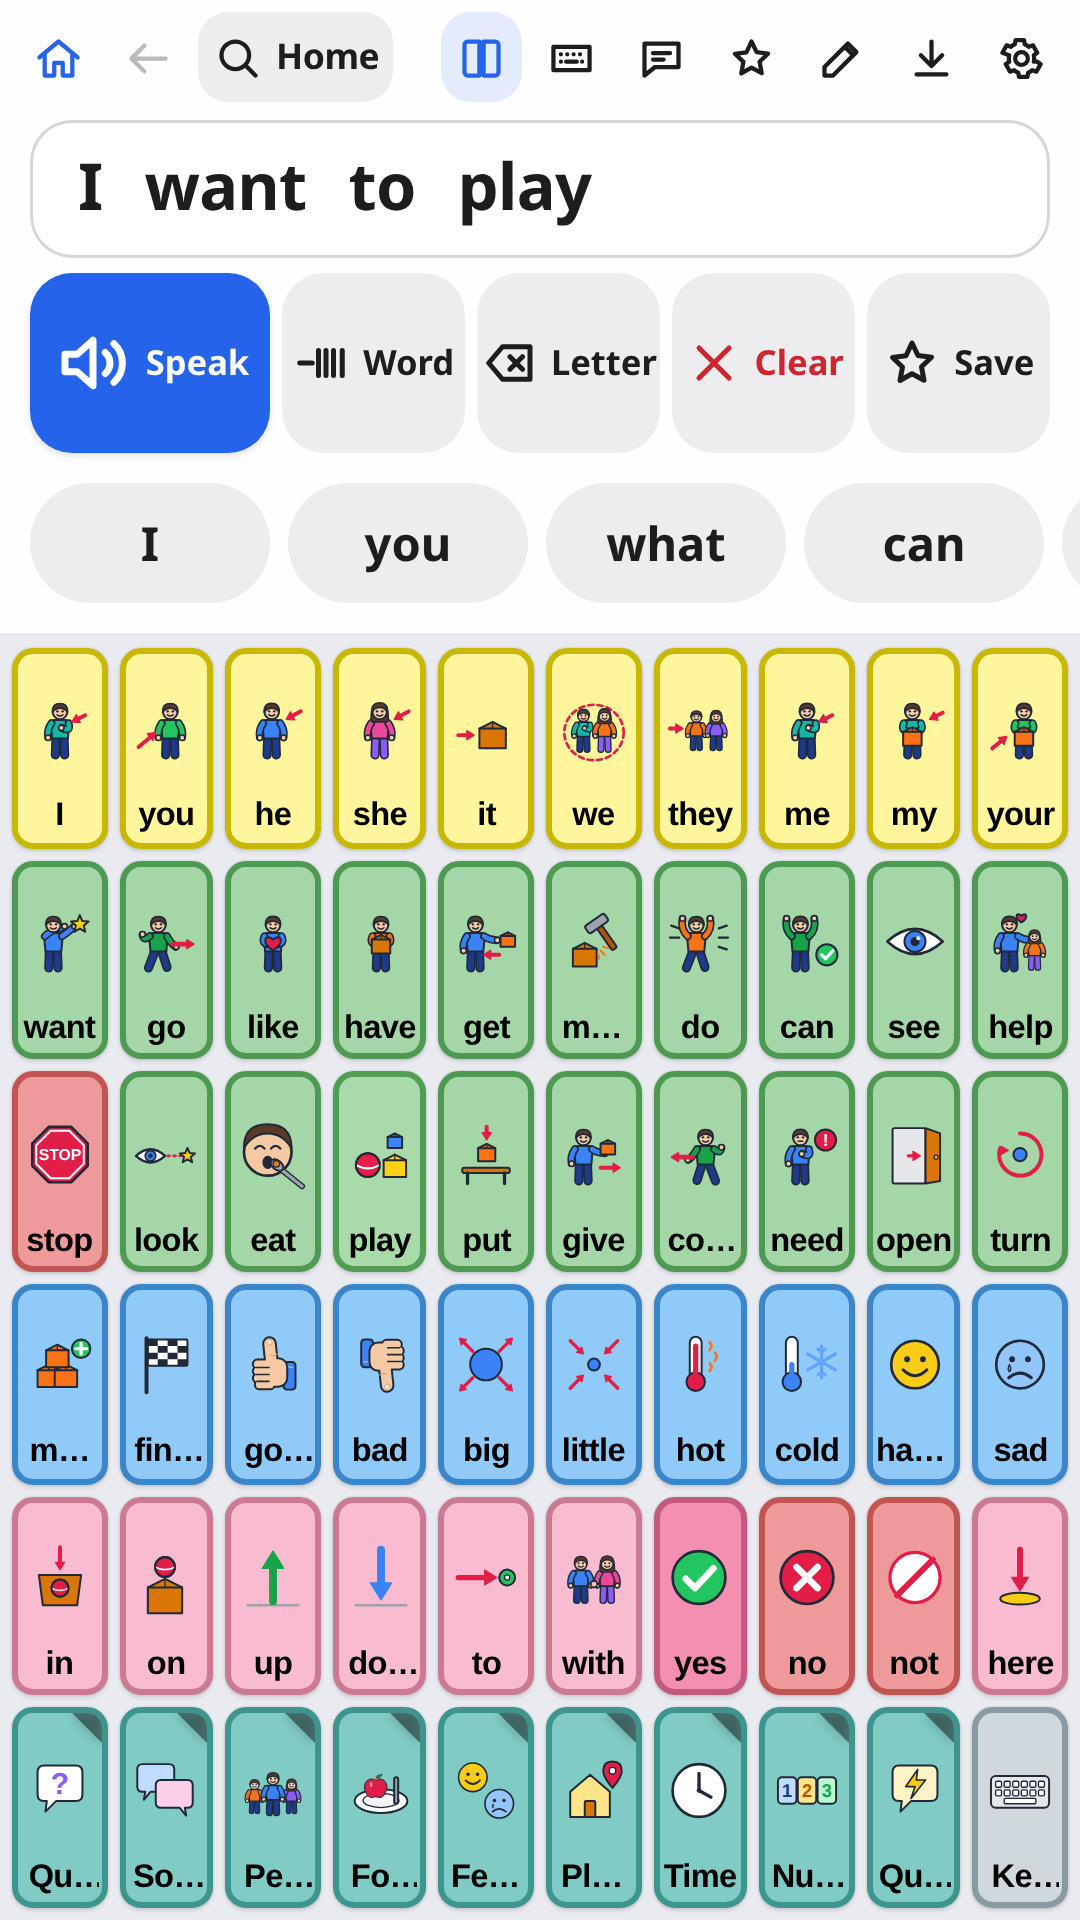 Home
I want to play
Speak Word Letter Clear Save
I you what can
I you he she it we they me my your
want go like have get m... do can see help
STOP
stop look eat play put give co... need open turn
m... fin... go... bad big little hot cold ha... sad
in on up do... to with yes no not here
? 1 2 3
Qu... So... Pe... Fo... Fe... Pl... Time Nu... Qu... Ke...